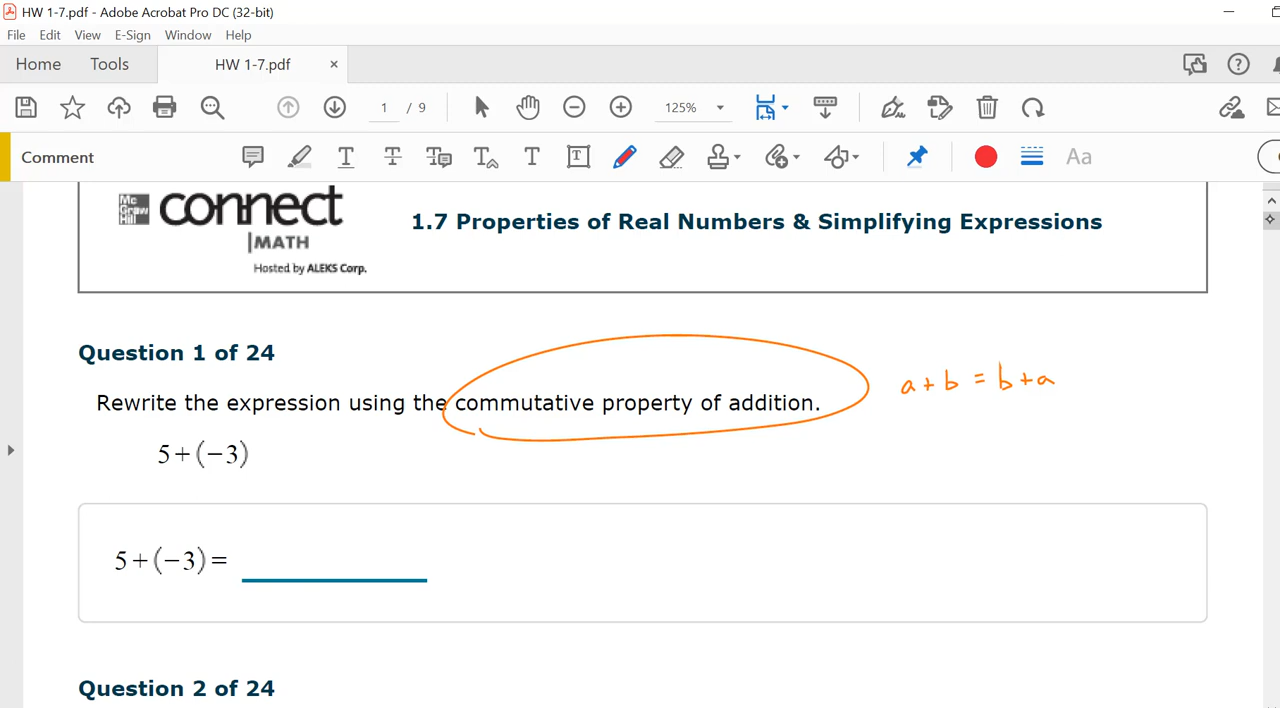 HW 1-7.pdf - Adobe Acrobat Pro DC (32-bit)
File Edit View E-Sign Window Help
Home Tools HW 1-7.pdf ×
1 / 9 125%
Comment Aa
Mc Graw Hill connect
|MATH
Hosted by ALEKS Corp.
1.7 Properties of Real Numbers & Simplifying Expressions
Question 1 of 24
a + b = b + a
Rewrite the expression using the commutative property of addition.
5+(−3)
5+(−3)=
Question 2 of 24